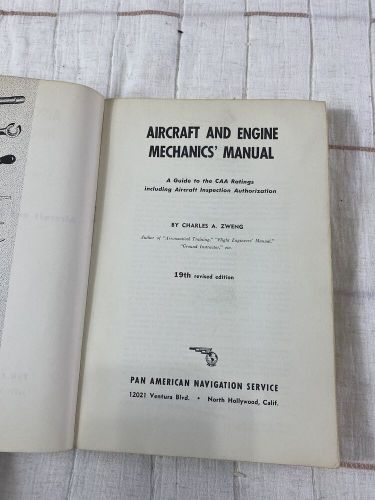 AIRCRAFT AND ENGINE
MECHANICS' MANUAL
A Guide to the CAA Ratings
including Aircraft Inspection Authorization
BY CHARLES A. ZWENG
Author of "Aeronautical Training," "Flight Engineers' Manual,"
"Ground Instructor," etc.
19th revised edition
PAN AMERICAN NAVIGATION SERVICE
12021 Ventura Blvd. • North Hollywood, Calif.